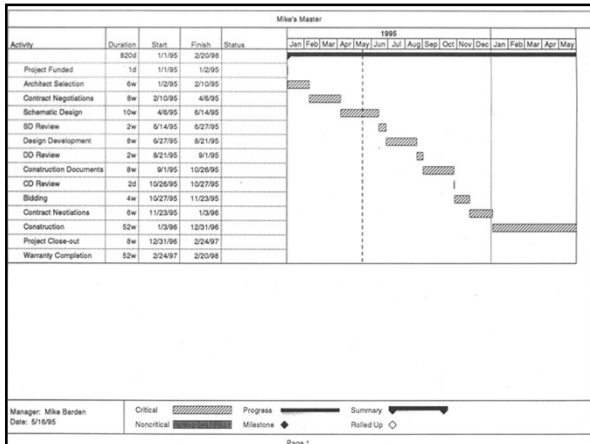 Mike's Master
1995
Activity Duration Start Finish Status Jan Feb Mar Apr May Jun Jul Aug Sep Oct Nov Dec Jan Feb Mar Apr May
820d 1/1/95 2/20/98
Project Funded 1d 1/1/95 1/2/95
Architect Selection 6w 1/2/95 2/10/95
Contract Negotiations 8w 2/10/95 4/6/95
Schematic Design 10w 4/6/95 6/14/95
SD Review 2w 6/14/95 6/27/95
Design Development 8w 6/27/95 8/21/95
DD Review 2w 8/21/95 9/1/95
Construction Documents 8w 9/1/95 10/26/95
CD Review 2d 10/26/95 10/27/95
Bidding 4w 10/27/95 11/23/95
Contract Neotiations 6w 11/23/95 1/3/96
Construction 52w 1/3/96 12/31/96
Project Close-out 8w 12/31/96 2/24/97
Warranty Completion 52w 2/24/97 2/20/98
Manager: Mike Barden
Date: 5/16/95
Critical Progress Summary
Noncritical Milestone Rolled Up
Page 1